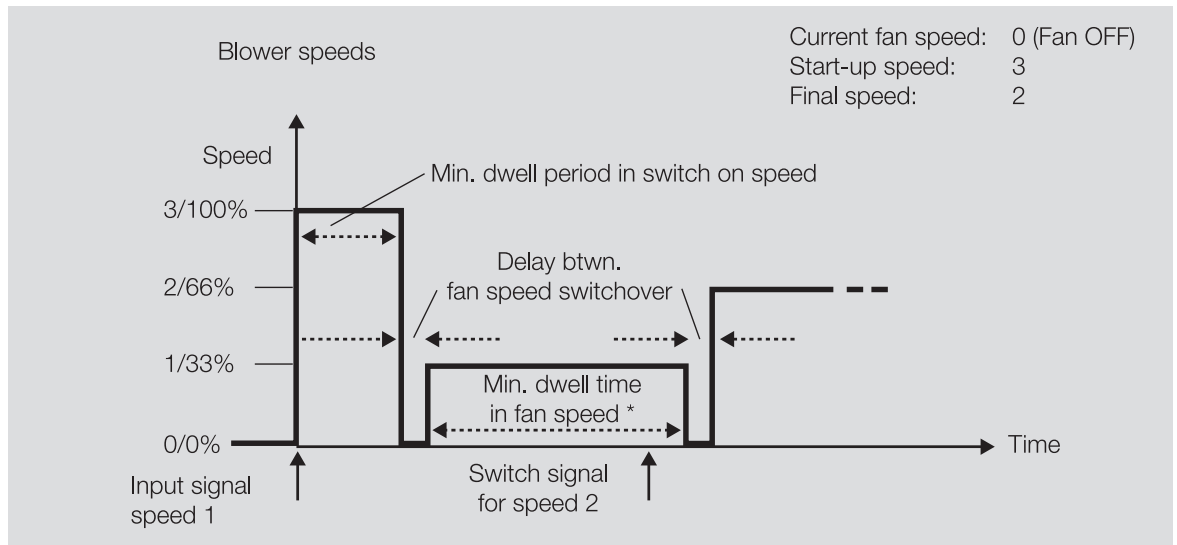 Blower speeds
Current fan speed: 0 (Fan OFF)
Start-up speed: 3
Final speed: 2
Speed
Min. dwell period in switch on speed
3/100%
Delay btwn.
fan speed switchover
2/66%
1/33%
Min. dwell time
in fan speed *
0/0%
Time
Input signal
speed 1
Switch signal
for speed 2